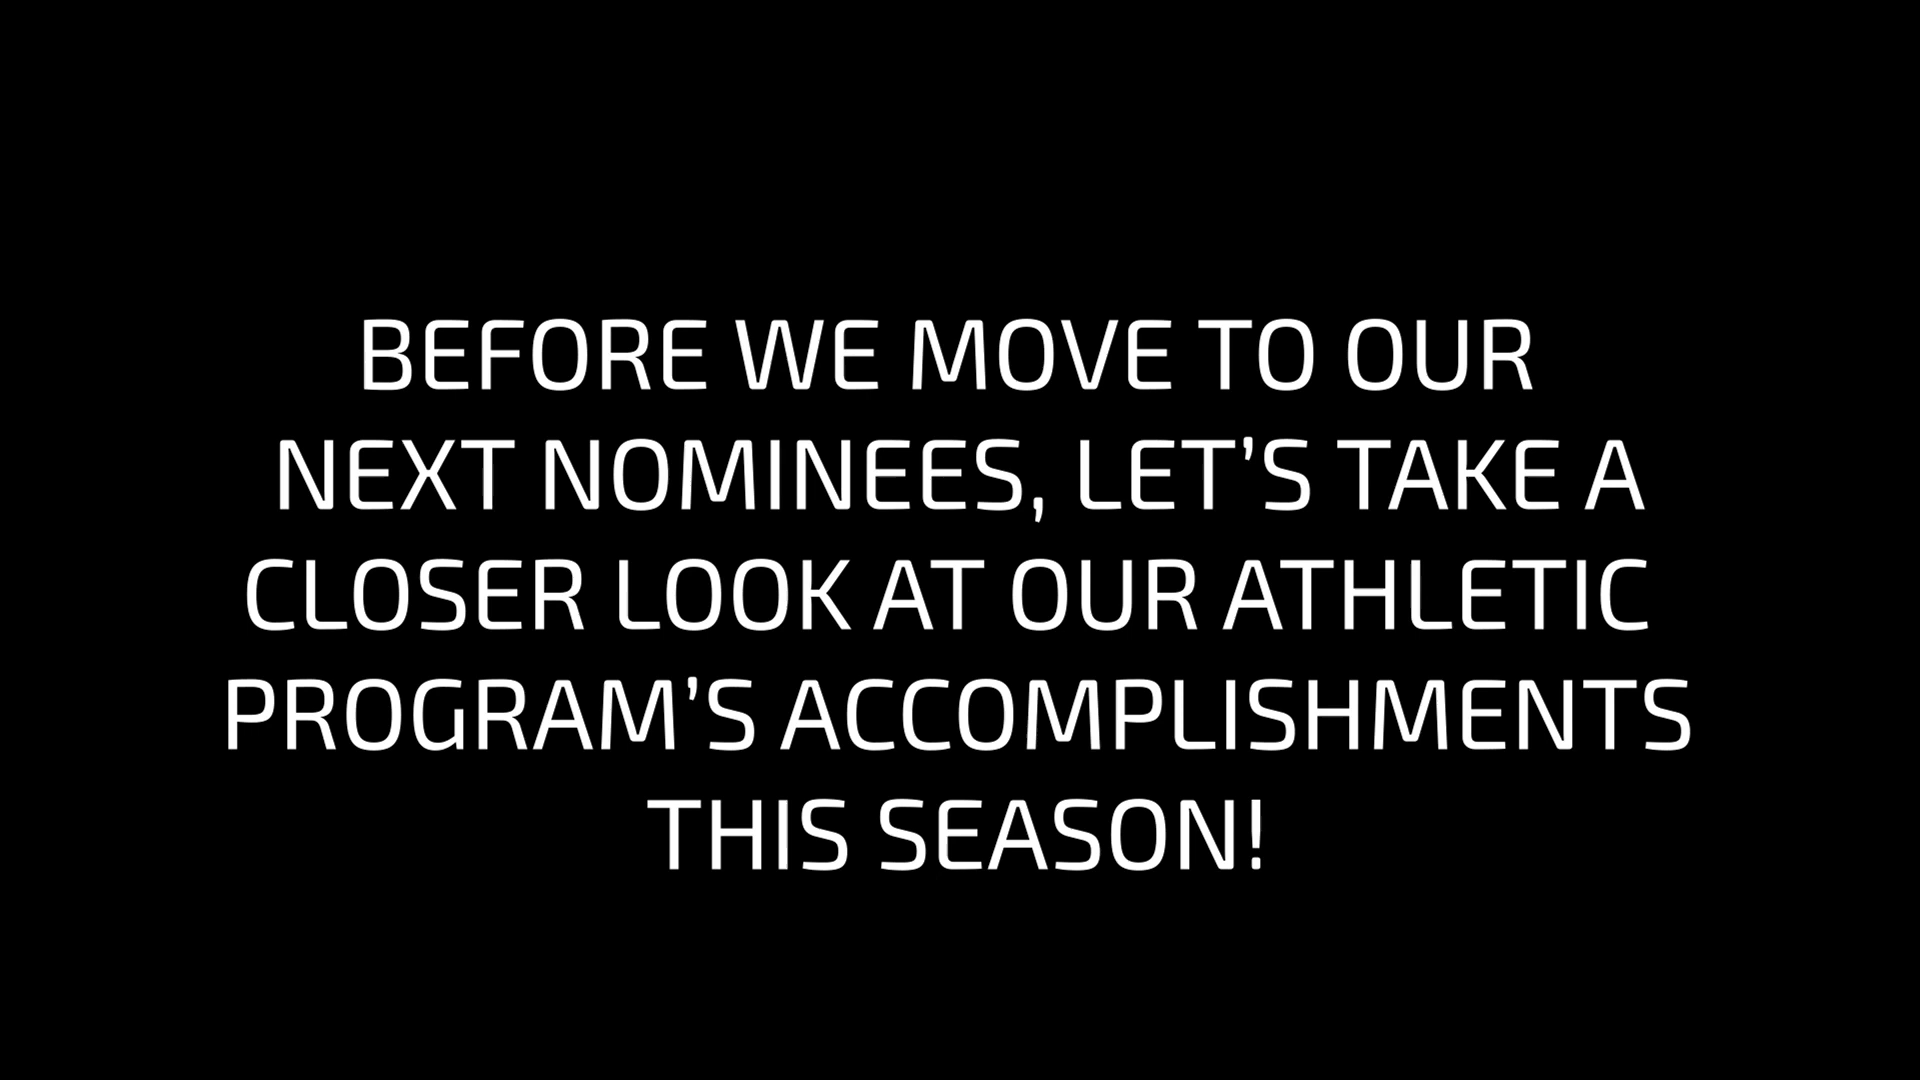 BEFORE WE MOVE TO OUR
NEXT NOMINEES, LET’S TAKE A
CLOSER LOOK AT OUR ATHLETIC
PROGRAM’S ACCOMPLISHMENTS
THIS SEASON!